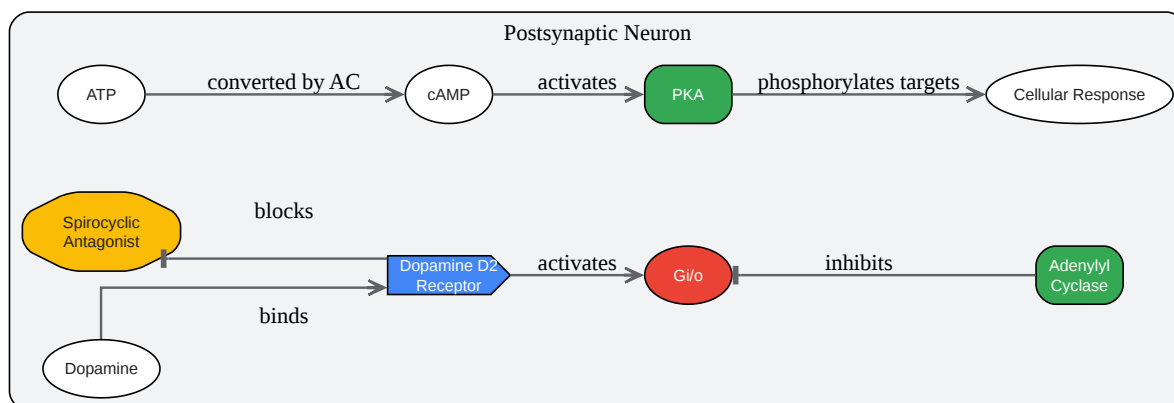 Postsynaptic Neuron
ATP
converted by AC
cAMP
activates
PKA
phosphorylates targets
Cellular Response
Spirocyclic
Antagonist
blocks
Dopamine D2
Receptor
activates
Gi/o
inhibits
Adenylyl
Cyclase
binds
Dopamine